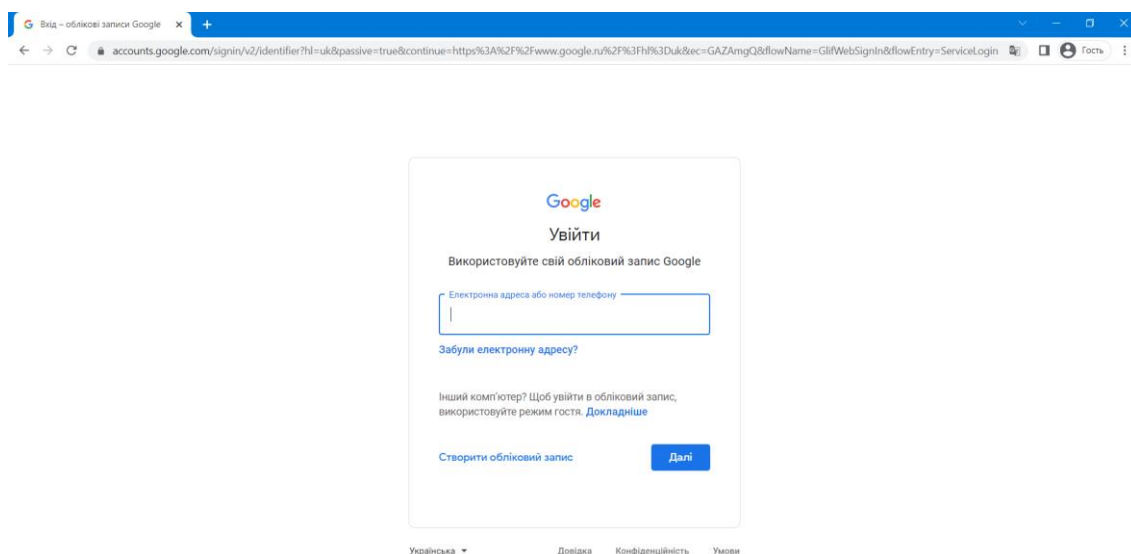 Вхід – облікові записи Google
accounts.google.com/signin/v2/identifier?hl=uk&passive=true&continue=https%3A%2F%2Fwww.google.ru%2F%3Fhl%3Duk&ec=GAZAmgQ&flowName=GlifWebSignIn&flowEntry=ServiceLogin
Гость
Google
Увійти
Використовуйте свій обліковий запис Google
Електронна адреса або номер телефону
Забули електронну адресу?
Інший комп'ютер? Щоб увійти в обліковий запис,
використовуйте режим гостя. Докладніше
Створити обліковий запис Далі
Українська Довідка Конфіденційність Умови